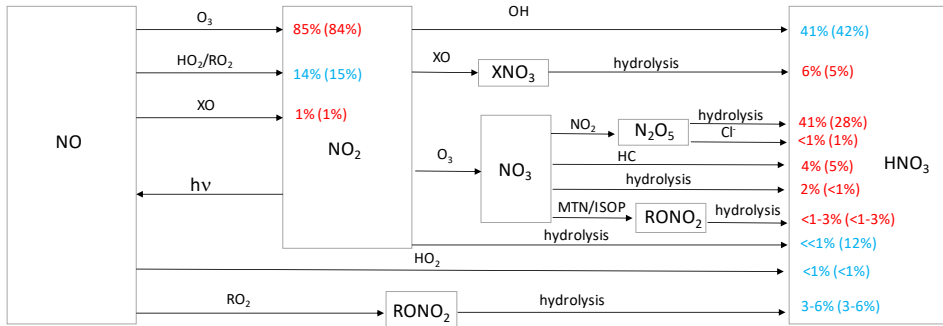 O₃
85% (84%)
OH
41% (42%)
HO₂/RO₂
14% (15%)
XO
XNO₃
hydrolysis
6% (5%)
XO
1% (1%)
NO
NO₂
O₃
NO₃
NO₂
N₂O₅
hydrolysis
41% (28%)
Cl⁻
<1% (1%)
HC
4% (5%)
HNO₃
hν
hydrolysis
2% (<1%)
MTN/ISOP
RONO₂
hydrolysis
<1-3% (<1-3%)
hydrolysis
<<1% (12%)
HO₂
<1% (<1%)
RO₂
RONO₂
hydrolysis
3-6% (3-6%)